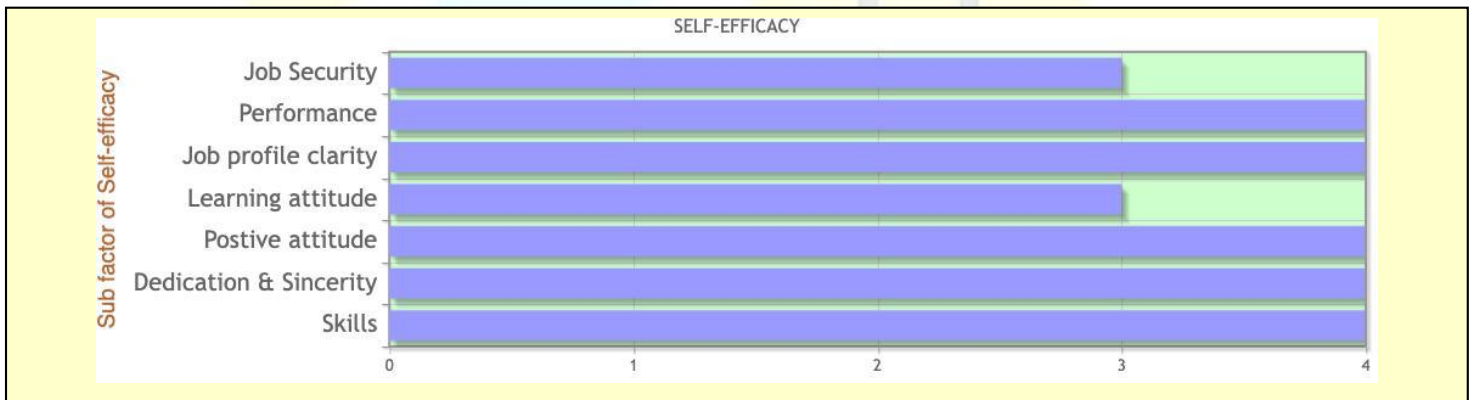 SELF-EFFICACY
Sub factor of Self-efficacy
Job Security
Performance
Job profile clarity
Learning attitude
Postive attitude
Dedication & Sincerity
Skills
0 1 2 3 4